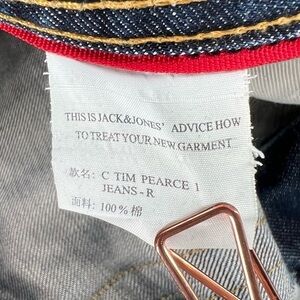 THIS IS JACK&JONES' ADVICE HOW
TO TREAT YOUR NEW GARMENT
款名: C TIM PEARCE 1
JEANS-R
面料: 100%棉